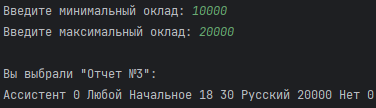 Введите минимальный оклад: 10000
Введите максимальный оклад: 20000
Вы выбрали "Отчет №3":
Ассистент 0 Любой Начальное 18 30 Русский 20000 Нет 0